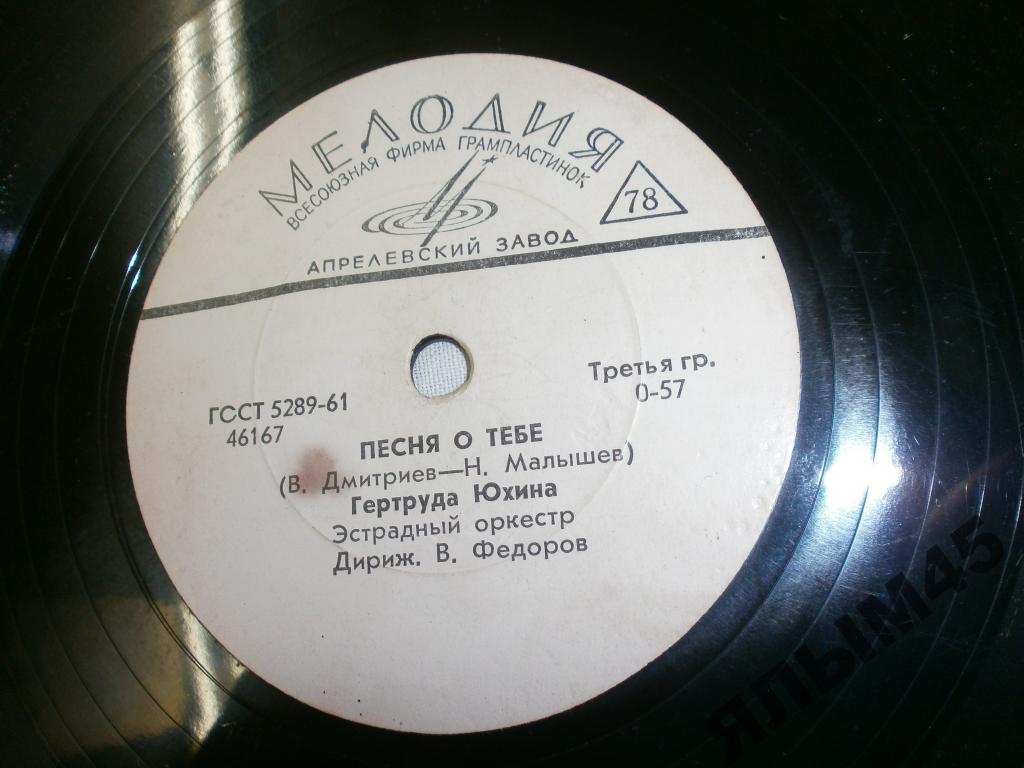 МЕЛОДИЯ
ВСЕСОЮЗНАЯ ФИРМА ГРАМПЛАСТИНОК
78
АПРЕЛЕВСКИЙ ЗАВОД
ГССТ 5289-61
46167
Третья гр.
0-57
ПЕСНЯ О ТЕБЕ
(В. Дмитриев—Н. Малышев)
Гертруда Юхина
Эстрадный оркестр
Дириж. В. Федоров
ЯЛЫМ45